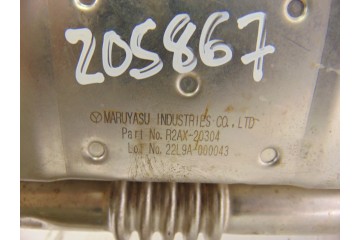 205867
MARUYASU INDUSTRIES CO., LTD
Part No. R2AX-20304
Lot No. 22L9A-000043